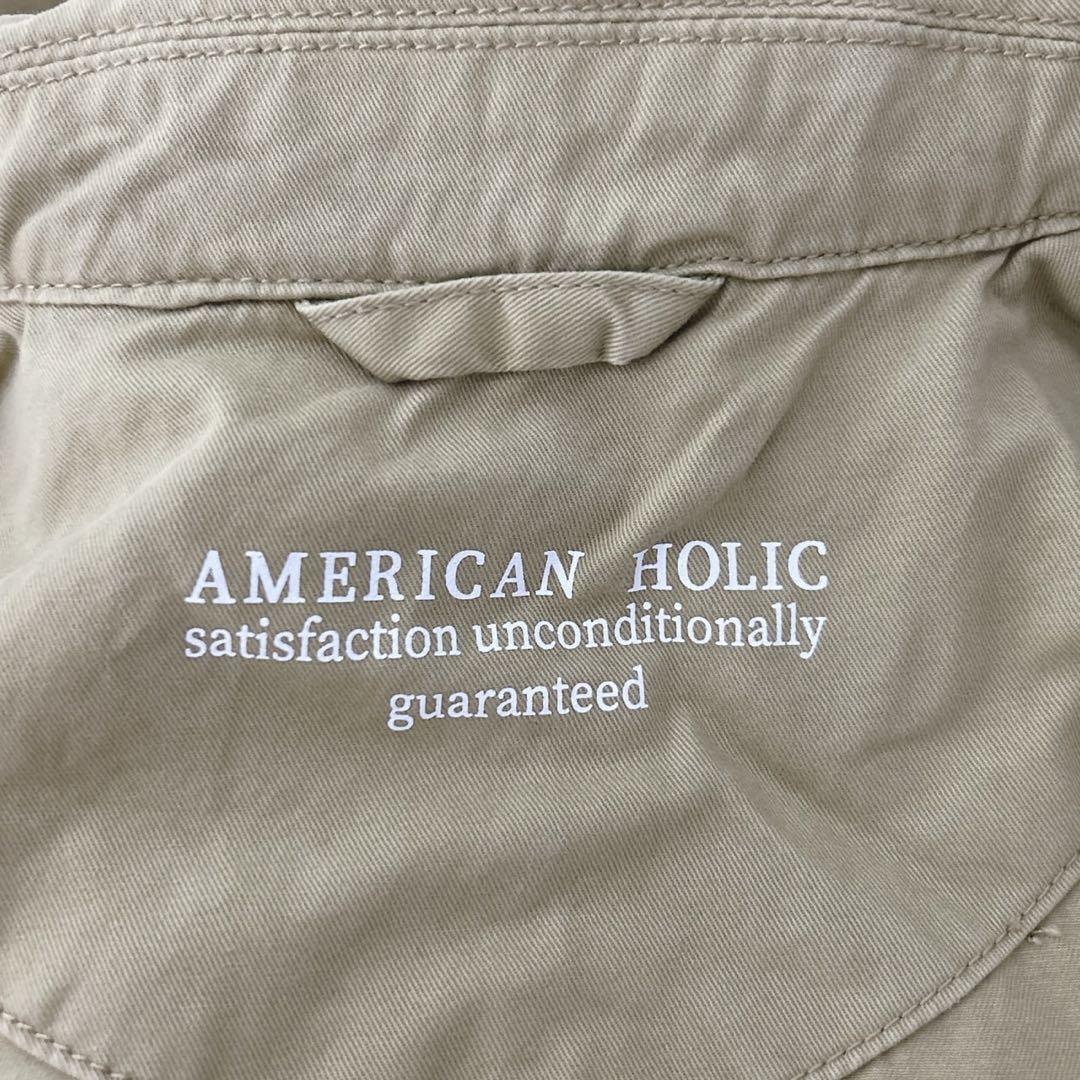 AMERICAN HOLIC
satisfaction unconditionally
guaranteed